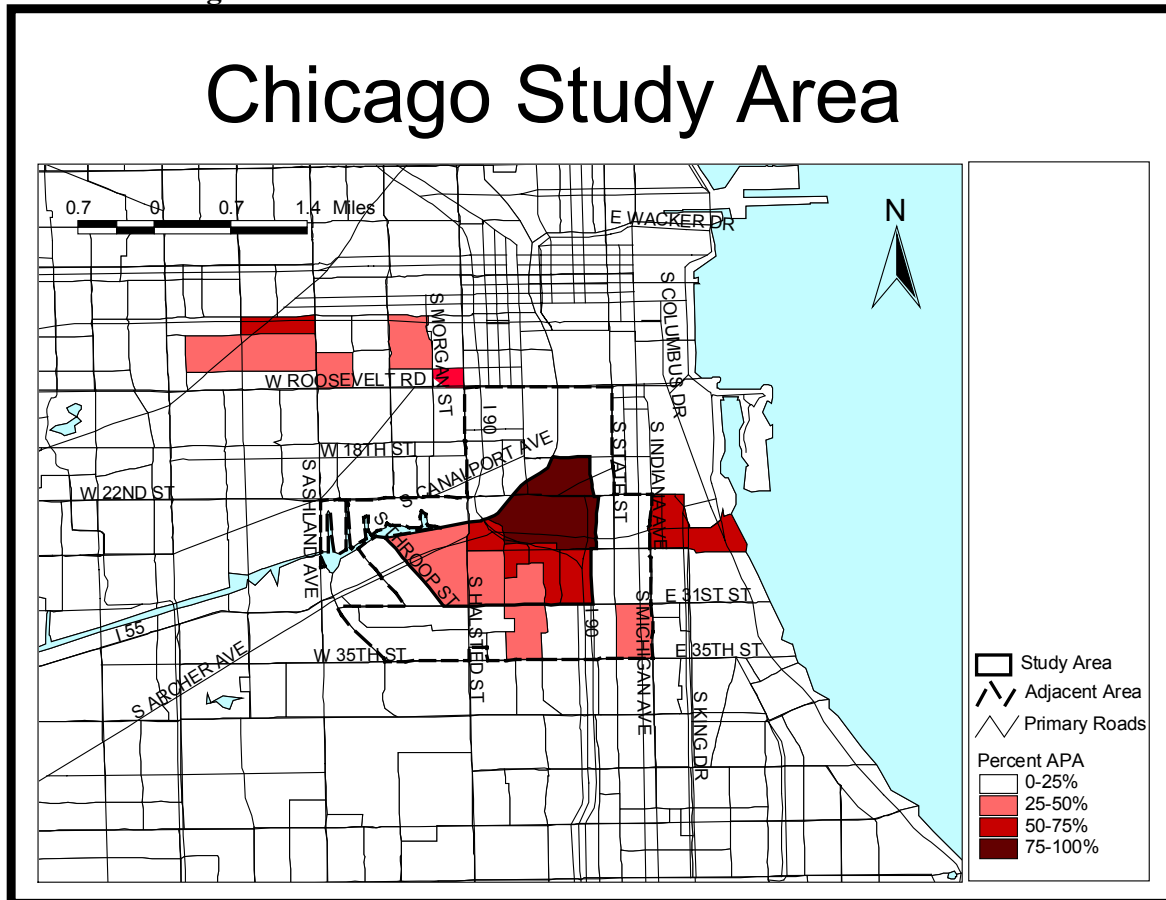 Chicago Study Area
0.7 0 0.7 1.4 Miles
E WACKER DR
N
S COLUMBUS DR
S MORGAN ST
W ROOSEVELT RD
I 90
W 18TH ST
S CANALPORT AVE
S STATE ST
S INDIANA AVE
W 22ND ST
S ASHLAND AVE
S THROOP ST
S HALSTED ST
E 31ST ST
S MICHIGAN AVE
I 90
I 55
W 35TH ST
E 35TH ST
S ARCHER AVE
S KING DR
Study Area
Adjacent Area
Primary Roads
Percent APA
0-25%
25-50%
50-75%
75-100%